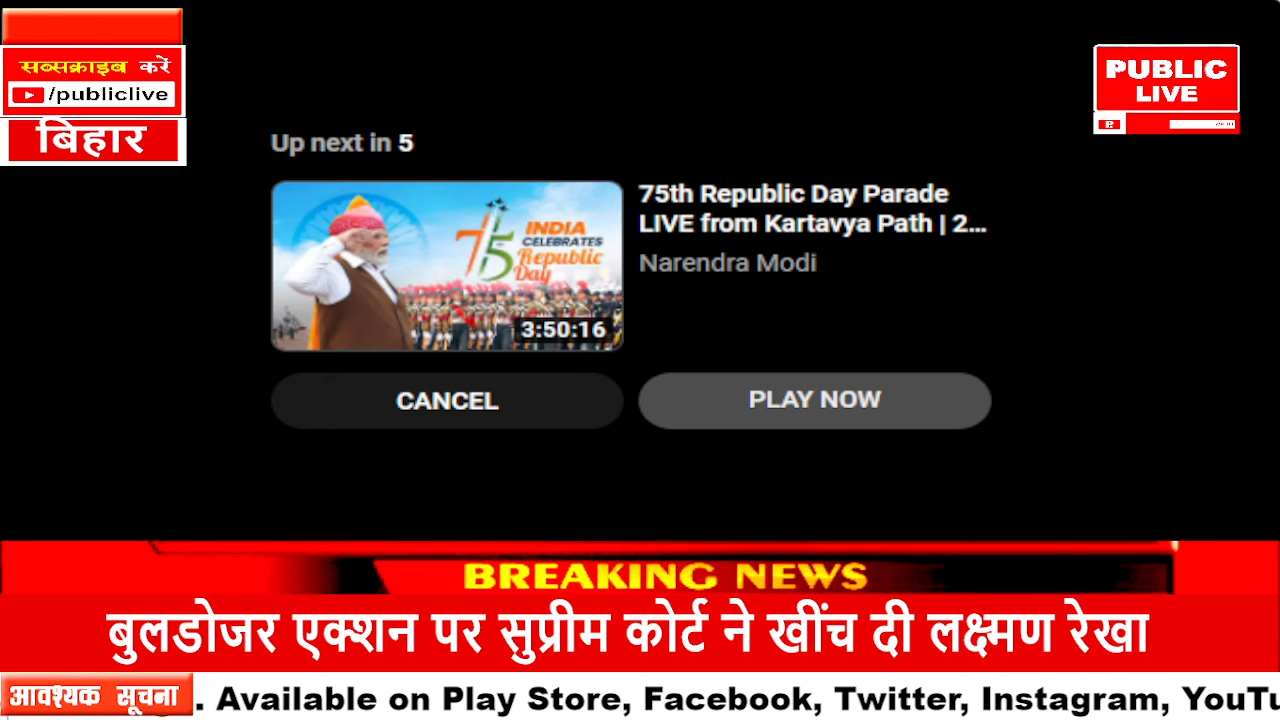 सब्सक्राइब करें
/publiclive
बिहार
PUBLIC
LIVE
Up next in 5
75
INDIA
CELEBRATES
Republic
Day
3:50:16
75th Republic Day Parade
LIVE from Kartavya Path | 2...
Narendra Modi
CANCEL
PLAY NOW
BREAKING NEWS
बुलडोजर एक्शन पर सुप्रीम कोर्ट ने खींच दी लक्ष्मण रेखा
आवश्यक सूचना
. Available on Play Store, Facebook, Twitter, Instagram, YouTu